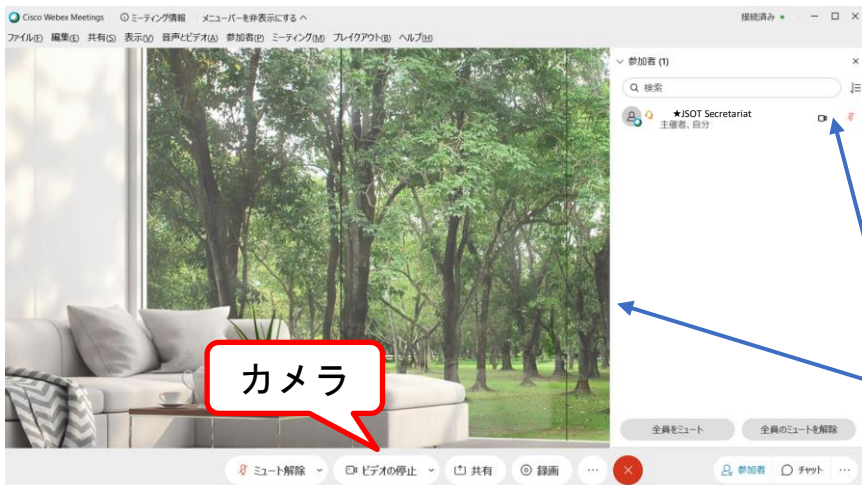 Cisco Webex Meetings ミーティング情報 メニューバーを非表示にする 接続済み
ファイル(F) 編集(E) 共有(S) 表示(V) 音声とビデオ(A) 参加者(P) ミーティング(M) ブレイクアウト(B) ヘルプ(H)
参加者 (1)
検索
★JSOT Secretariat
主催者、自分
カメラ
全員をミュート 全員のミュートを解除
ミュート解除 ビデオの停止 共有 録画 ... 参加者 チャット ...